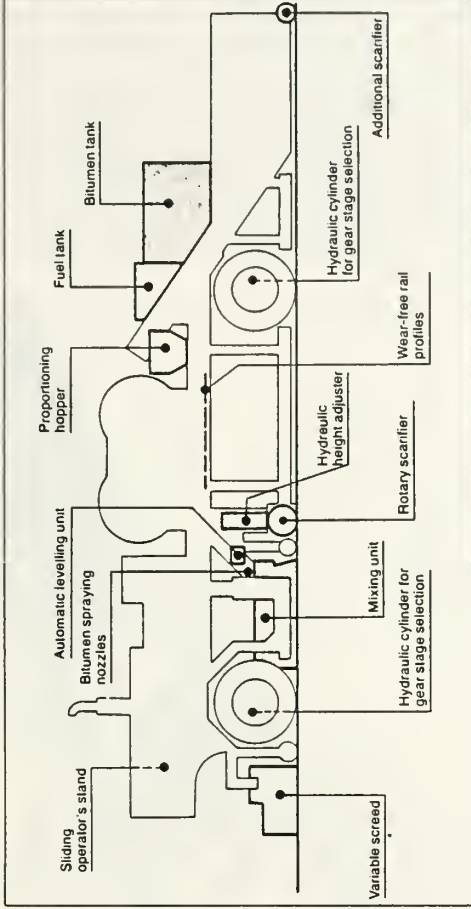 Sliding
operator's stand
Automatic levelling unit
Bitumen spraying
nozzles
Proportioning
hopper
Fuel tank
Bitumen tank
Variable screed
Hydraulic cylinder for
gear stage selection
Mixing unit
Rotary scarifier
Hydraulic
height adjuster
Wear-free rail
profiles
Hydraulic cylinder
for gear stage selection
Additional scarifier